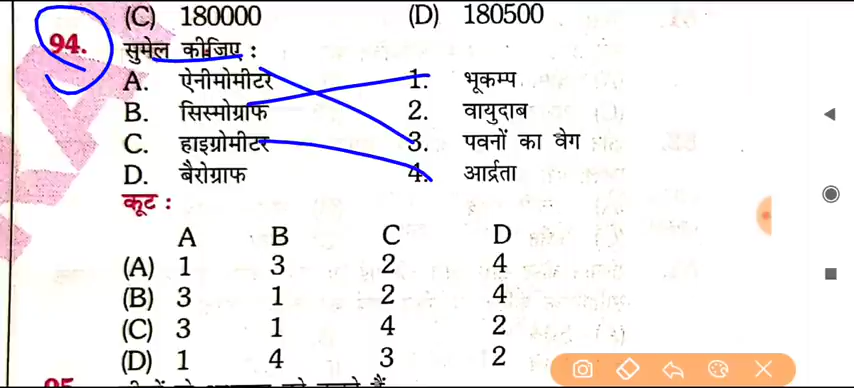 (C) 180000 (D) 180500
94. सुमेल कीजिए :
A. ऐनीमोमीटर 1. भूकम्प
B. सिस्मोग्राफ 2. वायुदाब
C. हाइग्रोमीटर 3. पवनों का वेग
D. बैरोग्राफ 4. आर्द्रता
कूट :
A B C D
(A) 1 3 2 4
(B) 3 1 2 4
(C) 3 1 4 2
(D) 1 4 3 2
95.